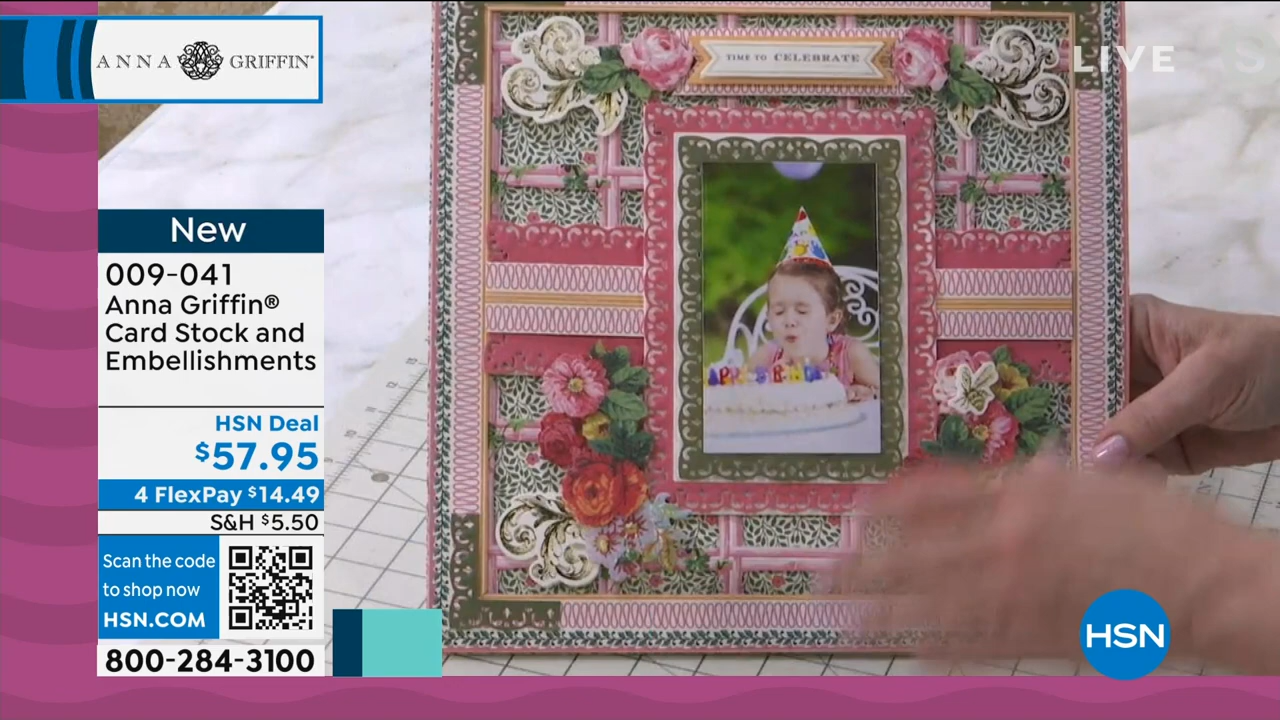 ANNA GRIFFIN®
TIME TO CELEBRATE
LIVE
New
009-041
Anna Griffin®
Card Stock and
Embellishments
HSN Deal
$57.95
4 FlexPay $14.49
S&H $5.50
Scan the code
to shop now
HSN.COM
800-284-3100
HSN